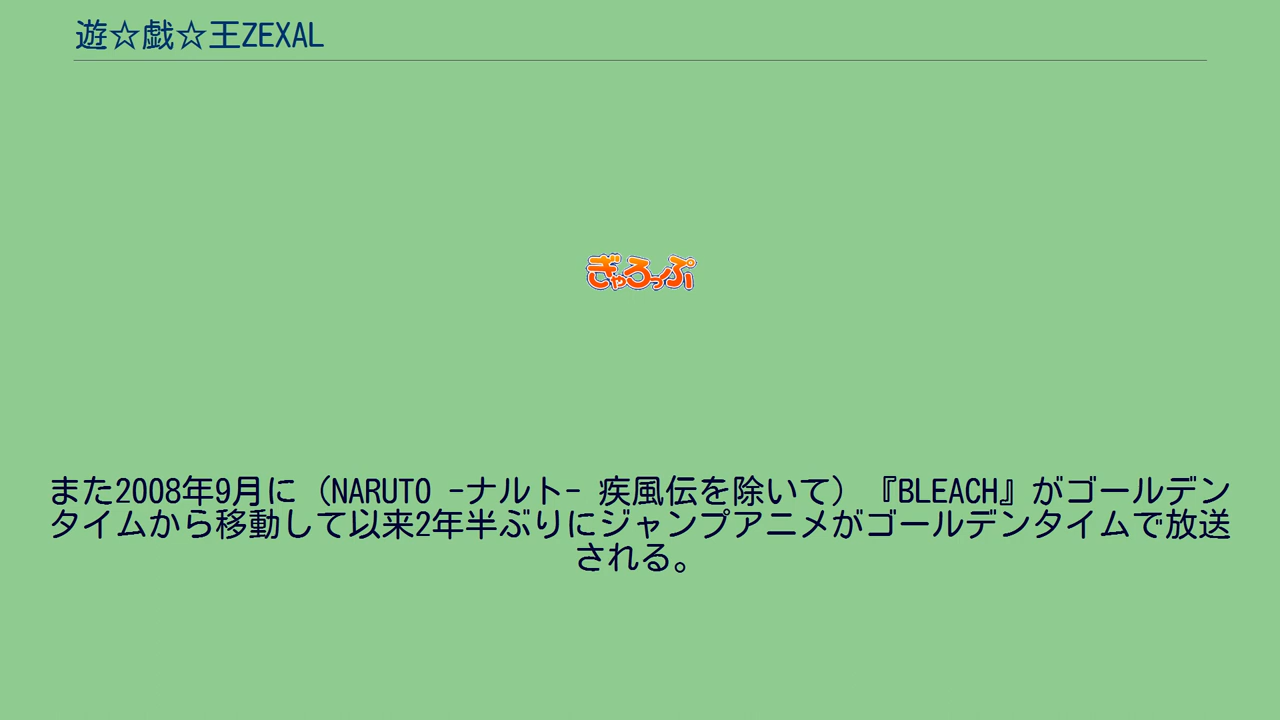 遊☆戯☆王ZEXAL
ぎゃろっぷ
また2008年9月に（NARUTO -ナルト- 疾風伝を除いて）『BLEACH』がゴールデン
タイムから移動して以来2年半ぶりにジャンプアニメがゴールデンタイムで放送
される。